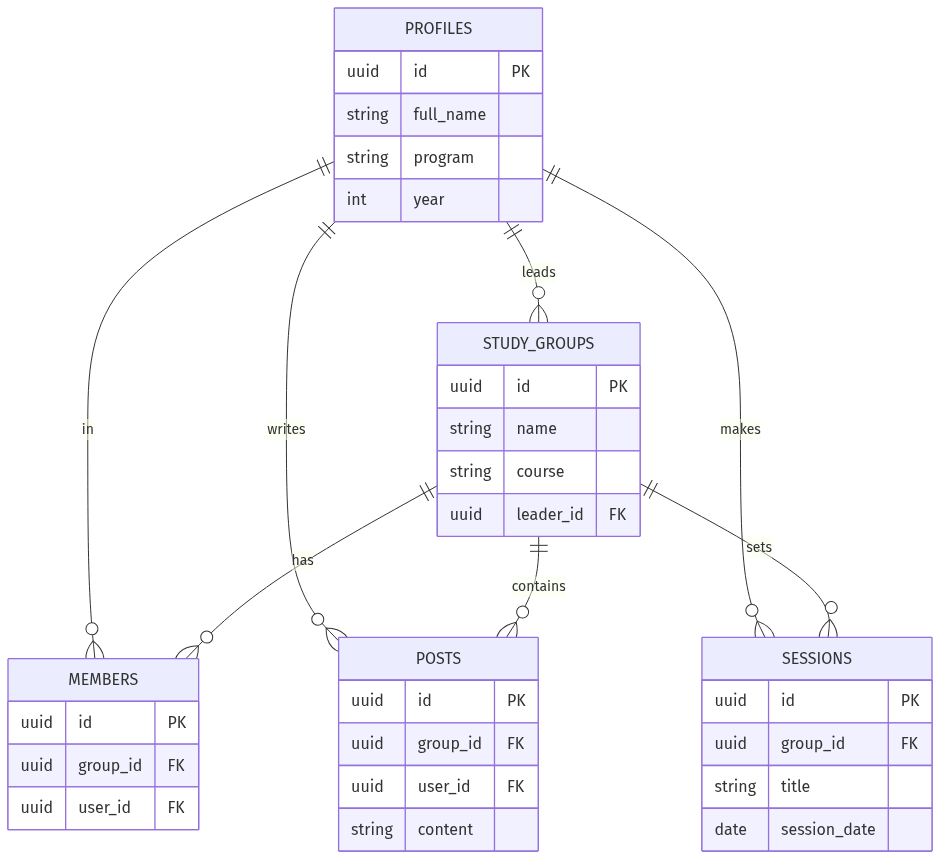 PROFILES
uuid id PK
string full_name
string program
int year
leads
STUDY_GROUPS
uuid id PK
string name
string course
uuid leader_id FK
in
writes
makes
has
contains
sets
MEMBERS
uuid id PK
uuid group_id FK
uuid user_id FK
POSTS
uuid id PK
uuid group_id FK
uuid user_id FK
string content
SESSIONS
uuid id PK
uuid group_id FK
string title
date session_date